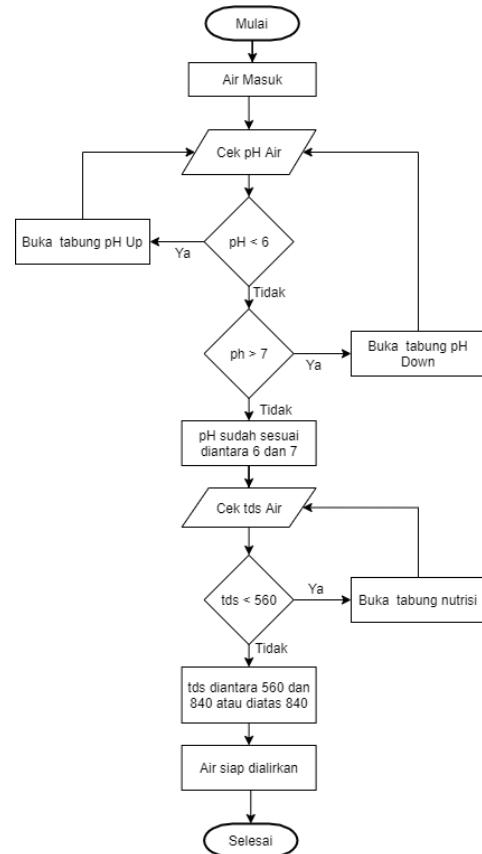 Mulai
Air Masuk
Cek pH Air
Buka tabung pH Up
Ya
pH < 6
Tidak
ph > 7
Ya
Buka tabung pH
Down
Tidak
pH sudah sesuai
diantara 6 dan 7
Cek tds Air
tds < 560
Ya
Buka tabung nutrisi
Tidak
tds diantara 560 dan
840 atau diatas 840
Air siap dialirkan
Selesai